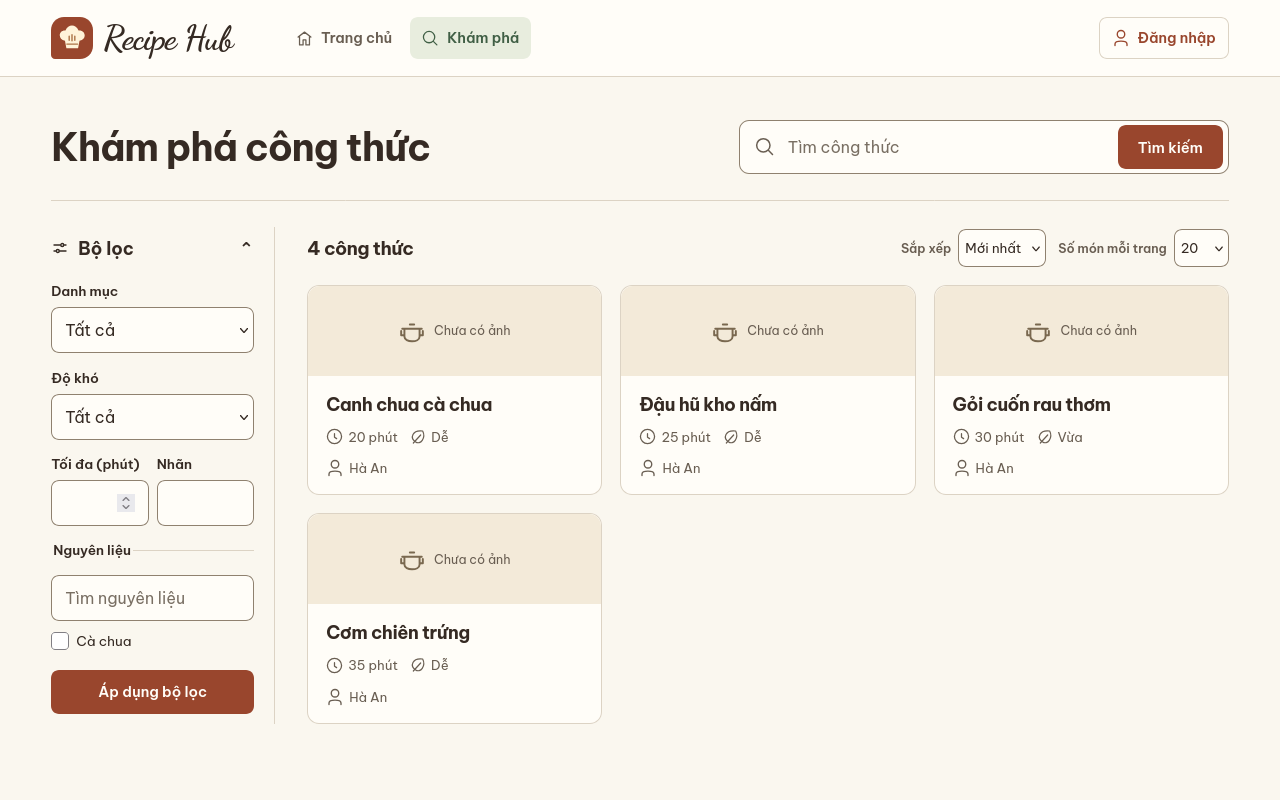 Recipe Hub
Trang chủ
Khám phá
Đăng nhập
Khám phá công thức
Tìm công thức
Tìm kiếm
Bộ lọc
Danh mục
Tất cả
Độ khó
Tất cả
Tối đa (phút) Nhãn
Nguyên liệu
Tìm nguyên liệu
Cà chua
Áp dụng bộ lọc
4 công thức
Sắp xếp Mới nhất Số món mỗi trang 20
Chưa có ảnh
Canh chua cà chua
20 phút Dễ
Hà An
Chưa có ảnh
Đậu hũ kho nấm
25 phút Dễ
Hà An
Chưa có ảnh
Gỏi cuốn rau thơm
30 phút Vừa
Hà An
Chưa có ảnh
Cơm chiên trứng
35 phút Dễ
Hà An